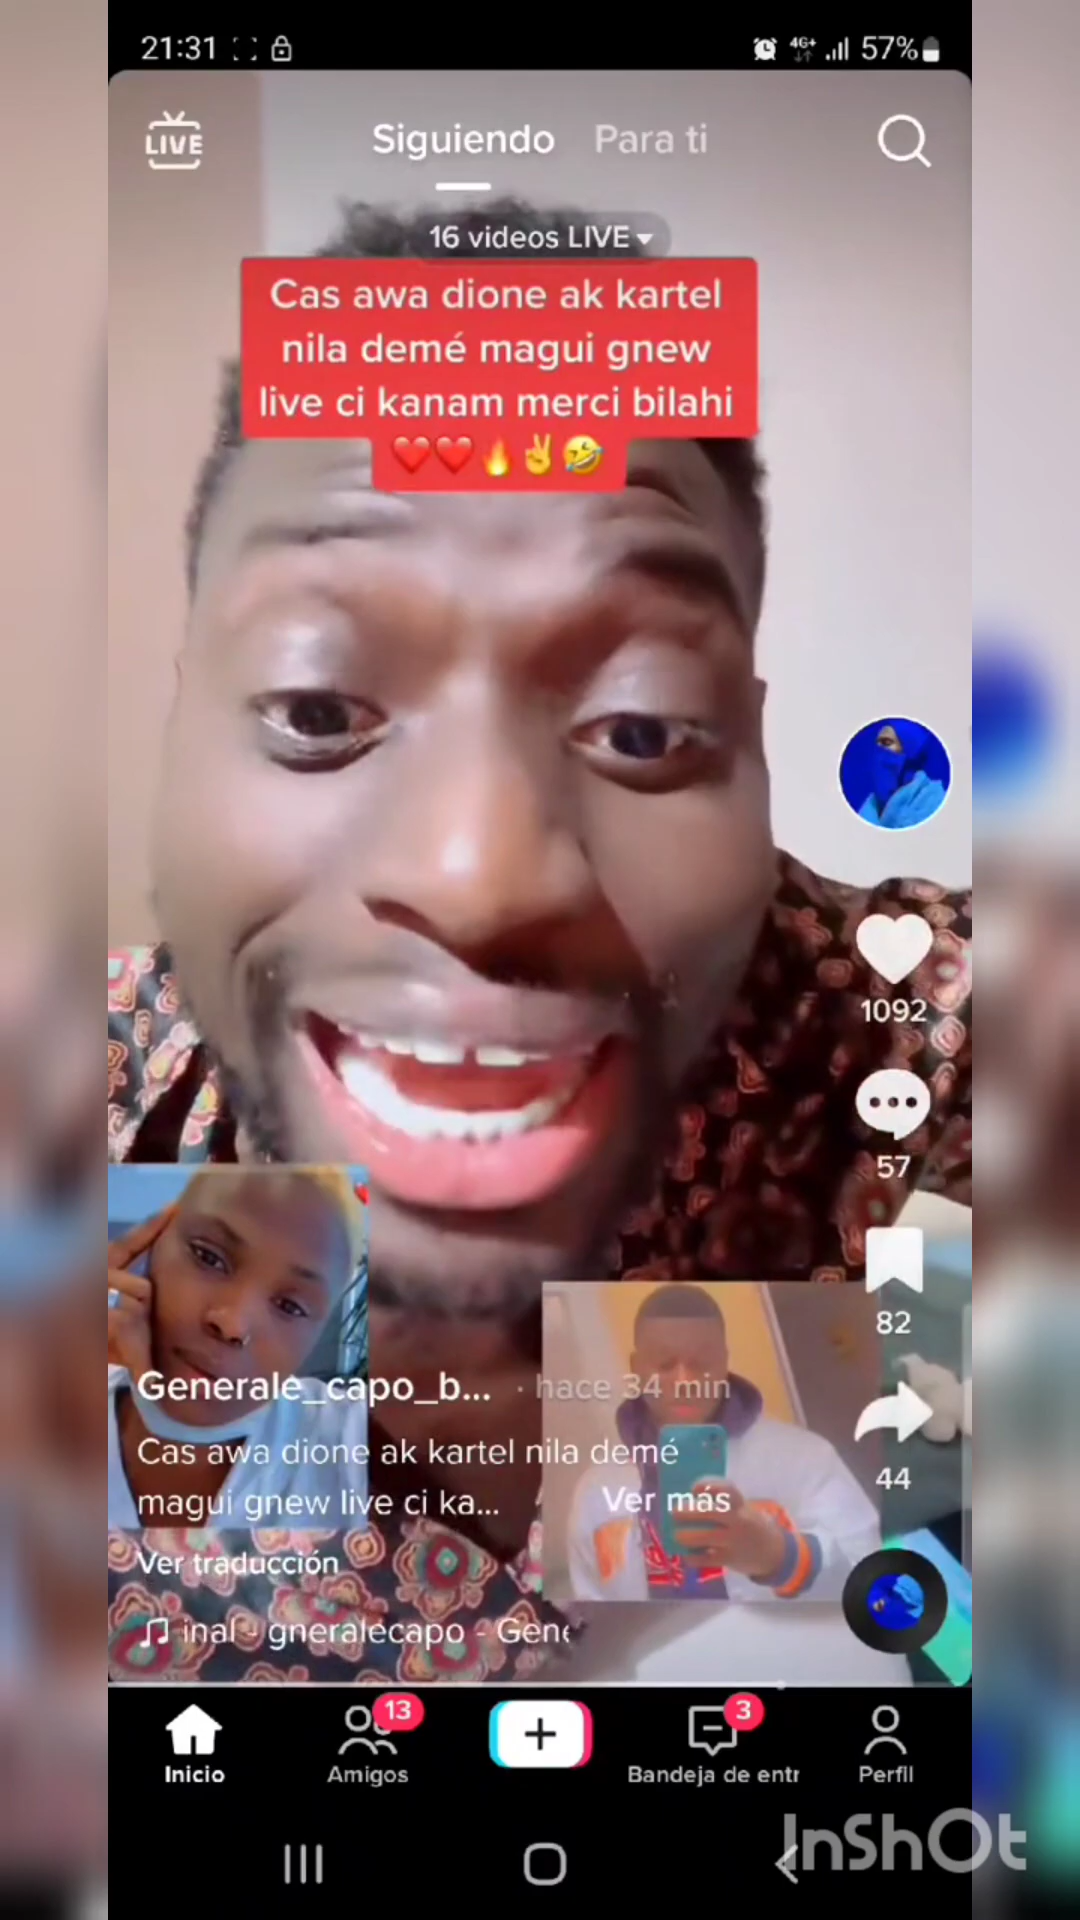 21:31
4G+
57%
LIVE
Siguiendo
Para ti
16 videos LIVE
Cas awa dione ak kartel
nila demé magui gnew
live ci kanam merci bilahi
❤️❤️🔥✌️🤣
1092
57
82
44
Generale_capo_b... · hace 34 min
Cas awa dione ak kartel nila demé
magui gnew live ci ka...
Ver más
Ver traducción
inal - gneralecapo - Gene
13
3
Inicio
Amigos
Bandeja de entr
Perfil
InShOt